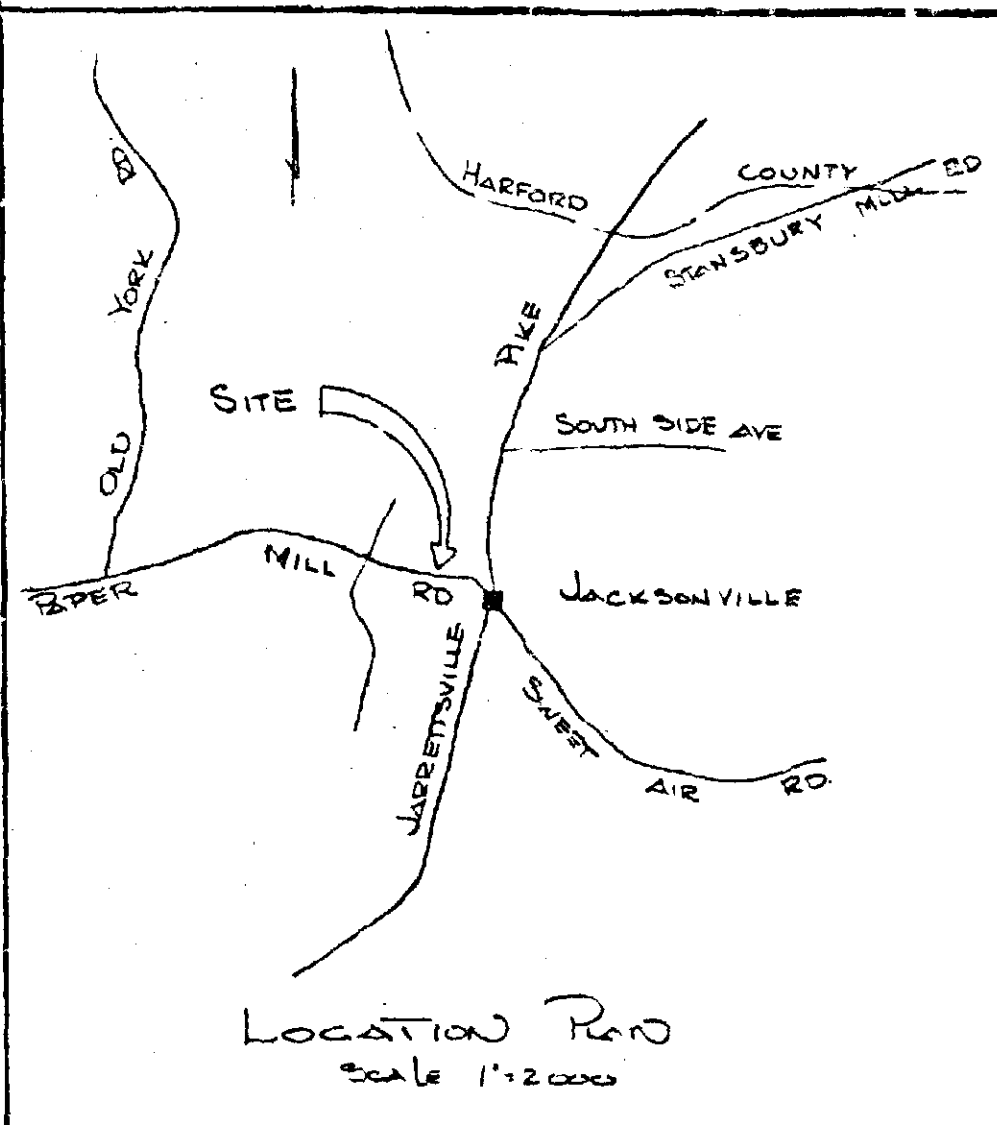 HARFORD COUNTY
STANSBURY MILL RD
OLD YORK RD
PIKE
SITE
SOUTH SIDE AVE
PAPER MILL RD
JACKSONVILLE
JARRETTSVILLE
SWEET AIR RD.
LOCATION PLAN
SCALE 1"=2000